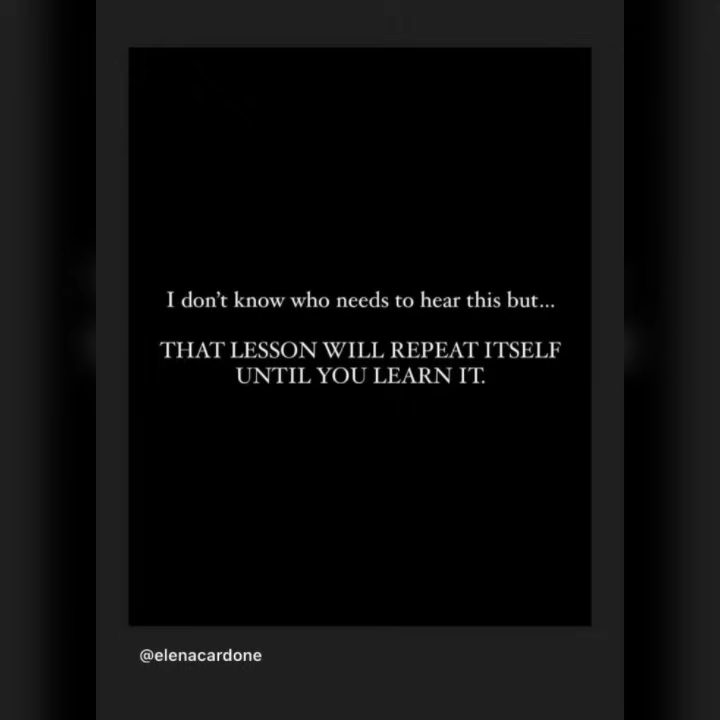 I don't know who needs to hear this but...
THAT LESSON WILL REPEAT ITSELF
UNTIL YOU LEARN IT.
@elenacardone